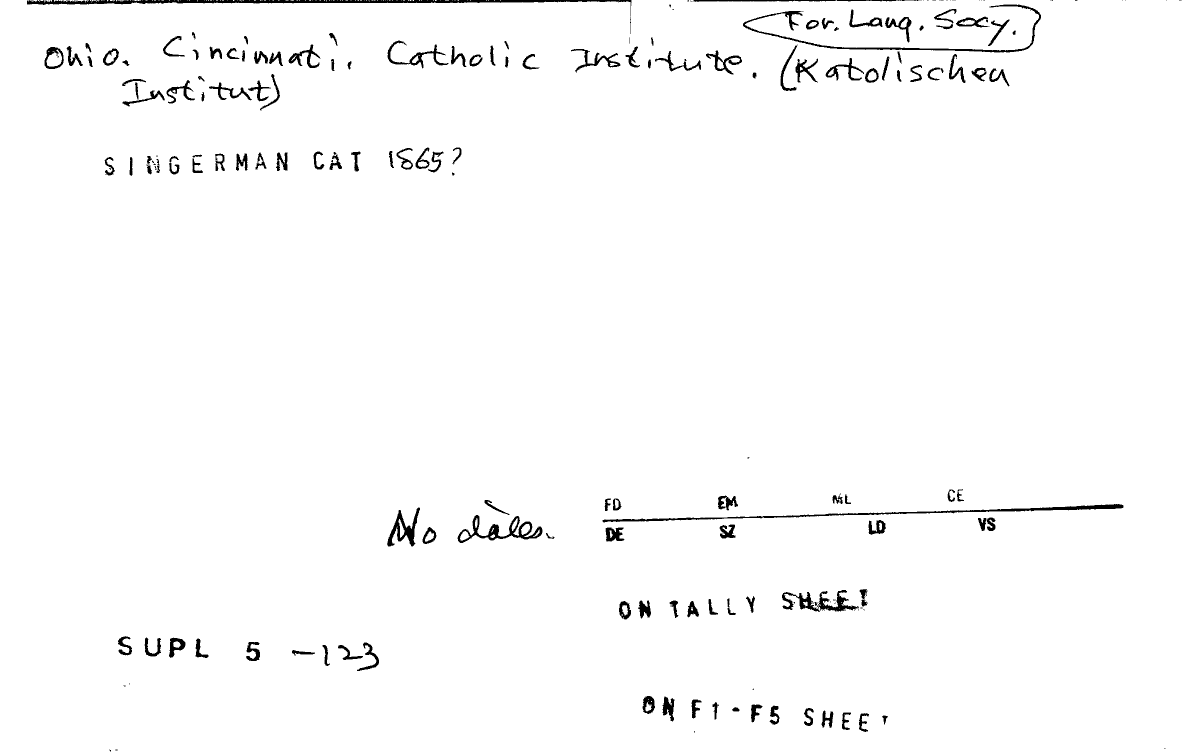 For. Lang. Socy.
Ohio. Cincinnati. Catholic Institute. (Katolischen
Institut)
SINGERMAN CAT 1865?
FD EM ML CE
No dates.
DE SZ LD VS
ON TALLY SHEET
SUPL 5 -123
ON F1-F5 SHEET